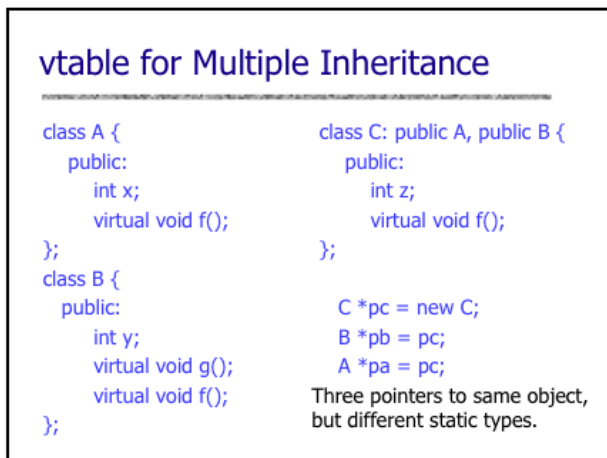 vtable for Multiple Inheritance
class A {
public:
int x;
virtual void f();
};
class B {
public:
int y;
virtual void g();
virtual void f();
};
class C: public A, public B {
public:
int z;
virtual void f();
};
C *pc = new C;
B *pb = pc;
A *pa = pc;
Three pointers to same object,
but different static types.